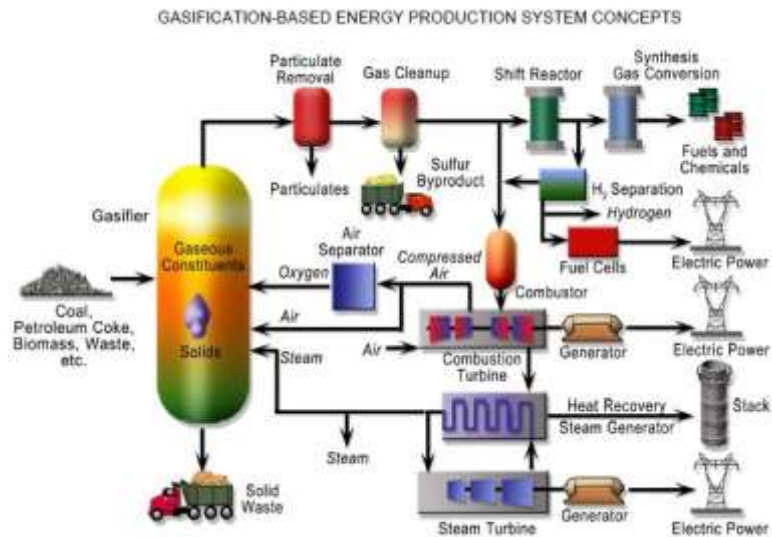 GASIFICATION-BASED ENERGY PRODUCTION SYSTEM CONCEPTS
Particulate
Removal
Gas Cleanup
Shift Reactor
Synthesis
Gas Conversion
Fuels and
Chemicals
Particulates
Sulfur
Byproduct
H₂ Separation
Hydrogen
Fuel Cells
Electric Power
Gasifier
Gaseous
Constituents
Solids
Coal,
Petroleum Coke,
Biomass, Waste,
etc.
Air
Separator
Oxygen
Compressed
Air
Air
Steam
Combustor
Air
Combustion
Turbine
Generator
Electric Power
Heat Recovery
Steam Generator
Stack
Steam
Solid
Waste
Steam Turbine
Generator
Electric Power